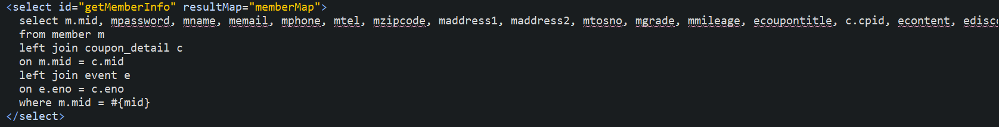 <select id="getMemberInfo" resultMap="memberMap">
select m.mid, mpassword, mname, memail, mphone, mtel, mzipcode, maddress1, maddress2, mtosno, mgrade, mmileage, ecoupontitle, c.cpid, econtent,
from member m
left join coupon_detail c
on m.mid = c.mid
left join event e
on e.eno = c.eno
where m.mid = #{mid}
</select>